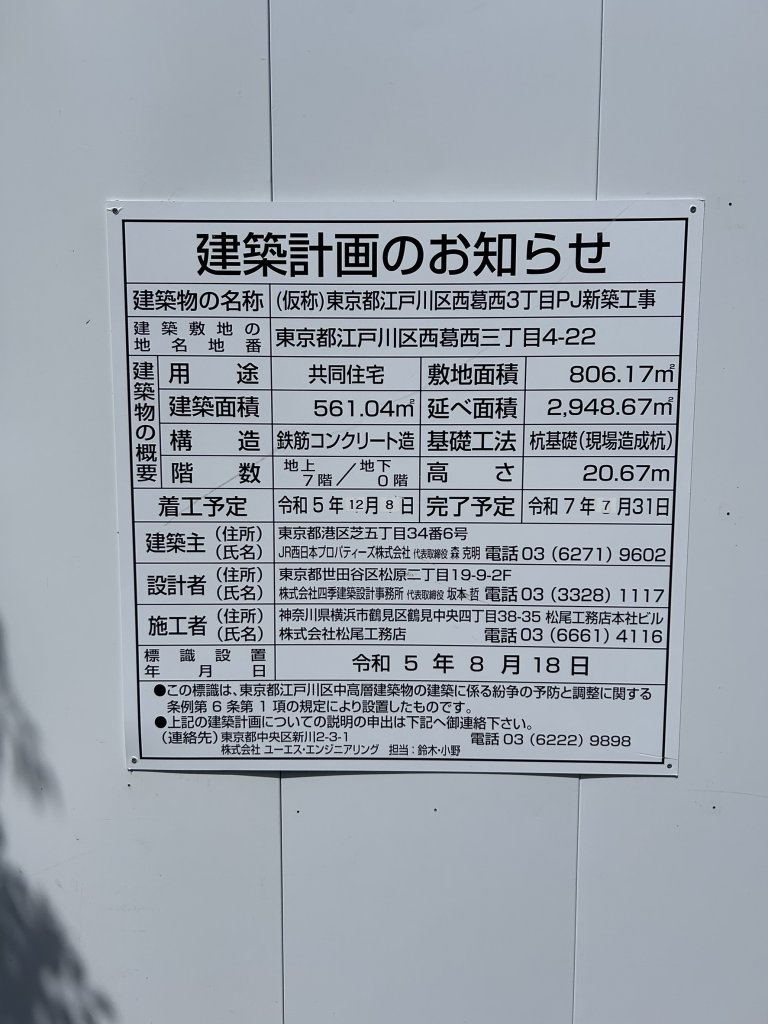 建築計画のお知らせ
建築物の名称 (仮称)東京都江戸川区西葛西3丁目PJ新築工事
建築敷地の地名地番 東京都江戸川区西葛西三丁目4-22
建築物の概要
用途 共同住宅 敷地面積 806.17㎡
建築面積 561.04㎡ 延べ面積 2,948.67㎡
構造 鉄筋コンクリート造 基礎工法 杭基礎(現場造成杭)
階数 地上7階/地下0階 高さ 20.67m
着工予定 令和5年12月8日 完了予定 令和7年7月31日
建築主 (住所) 東京都港区芝五丁目34番6号
(氏名) JR西日本プロパティーズ株式会社 代表取締役 森 克明 電話03(6271)9602
設計者 (住所) 東京都世田谷区松原二丁目19-9-2F
(氏名) 株式会社四季建築設計事務所 代表取締役 坂本 哲 電話03(3328)1117
施工者 (住所) 神奈川県横浜市鶴見区鶴見中央四丁目38-35 松尾工務店本社ビル
(氏名) 株式会社松尾工務店 電話03(6661)4116
標識設置年月日 令和5年8月18日
●この標識は、東京都江戸川区中高層建築物の建築に係る紛争の予防と調整に関する
条例第6条第1項の規定により設置したものです。
●上記の建築計画についての説明の申出は下記へ御連絡下さい。
(連絡先)東京都中央区新川2-3-1 電話03(6222)9898
株式会社 ユーエス・エンジニアリング 担当:鈴木・小野